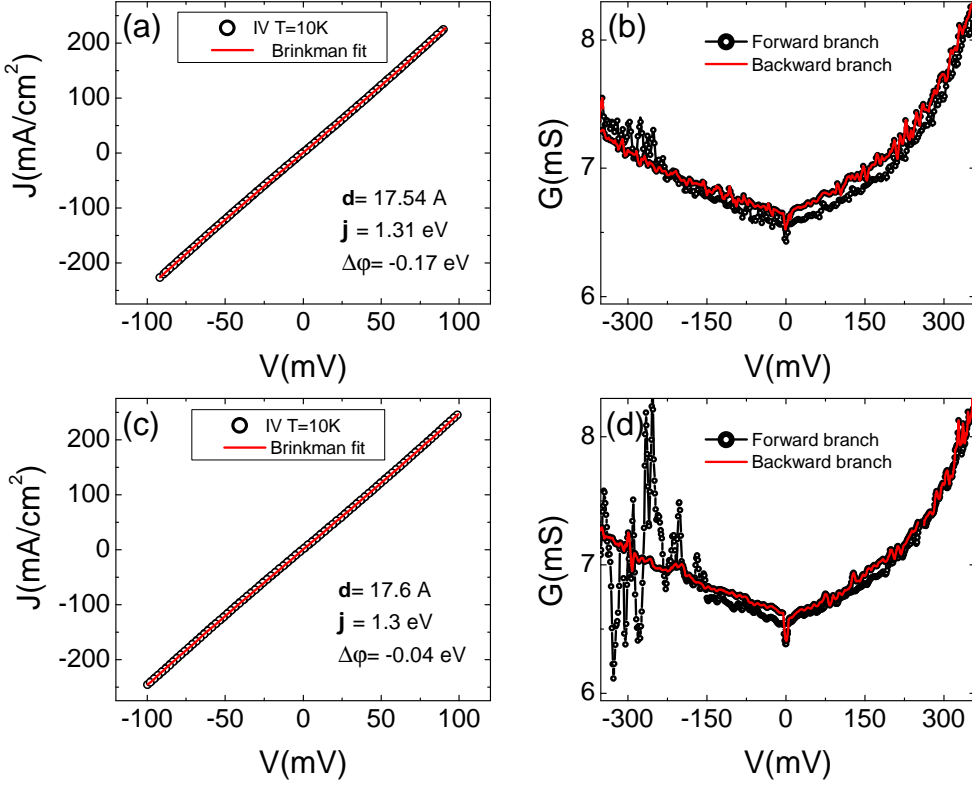 (a)
IV T=10K
Brinkman fit
J(mA/cm²)
200
100
0
-100
-200
d= 17.54 A
j = 1.31 eV
Δφ= -0.17 eV
-100 -50 0 50 100
V(mV)
(b)
Forward branch
Backward branch
G(mS)
8
7
6
-300 -150 0 150 300
V(mV)
(c)
IV T=10K
Brinkman fit
J(mA/cm²)
200
100
0
-100
-200
d= 17.6 A
j = 1.3 eV
Δφ= -0.04 eV
-100 -50 0 50 100
V(mV)
(d)
Forward branch
Backward branch
G(mS)
8
7
6
-300 -150 0 150 300
V(mV)